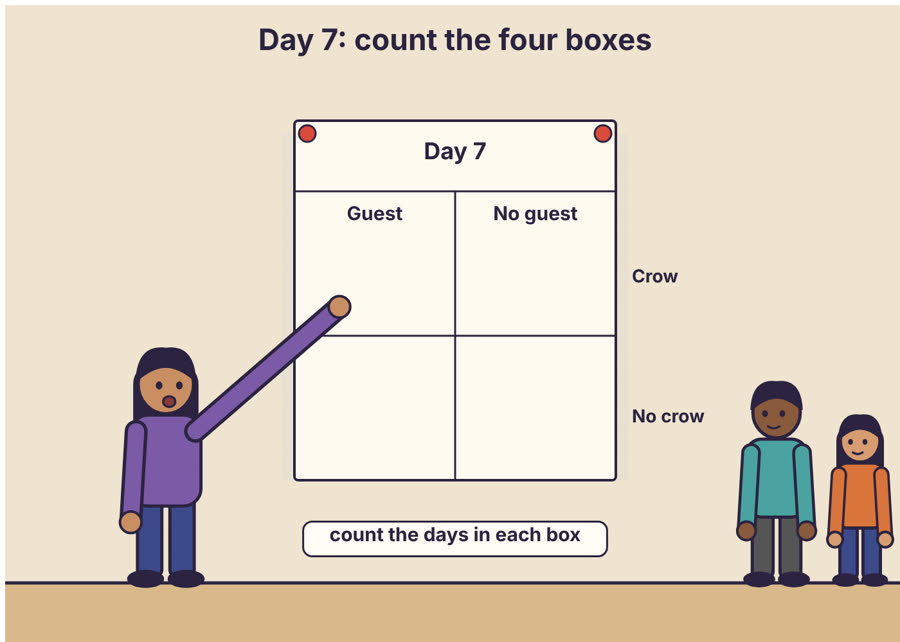 Day 7: count the four boxes
Day 7
Guest
No guest
Crow
No crow
count the days in each box